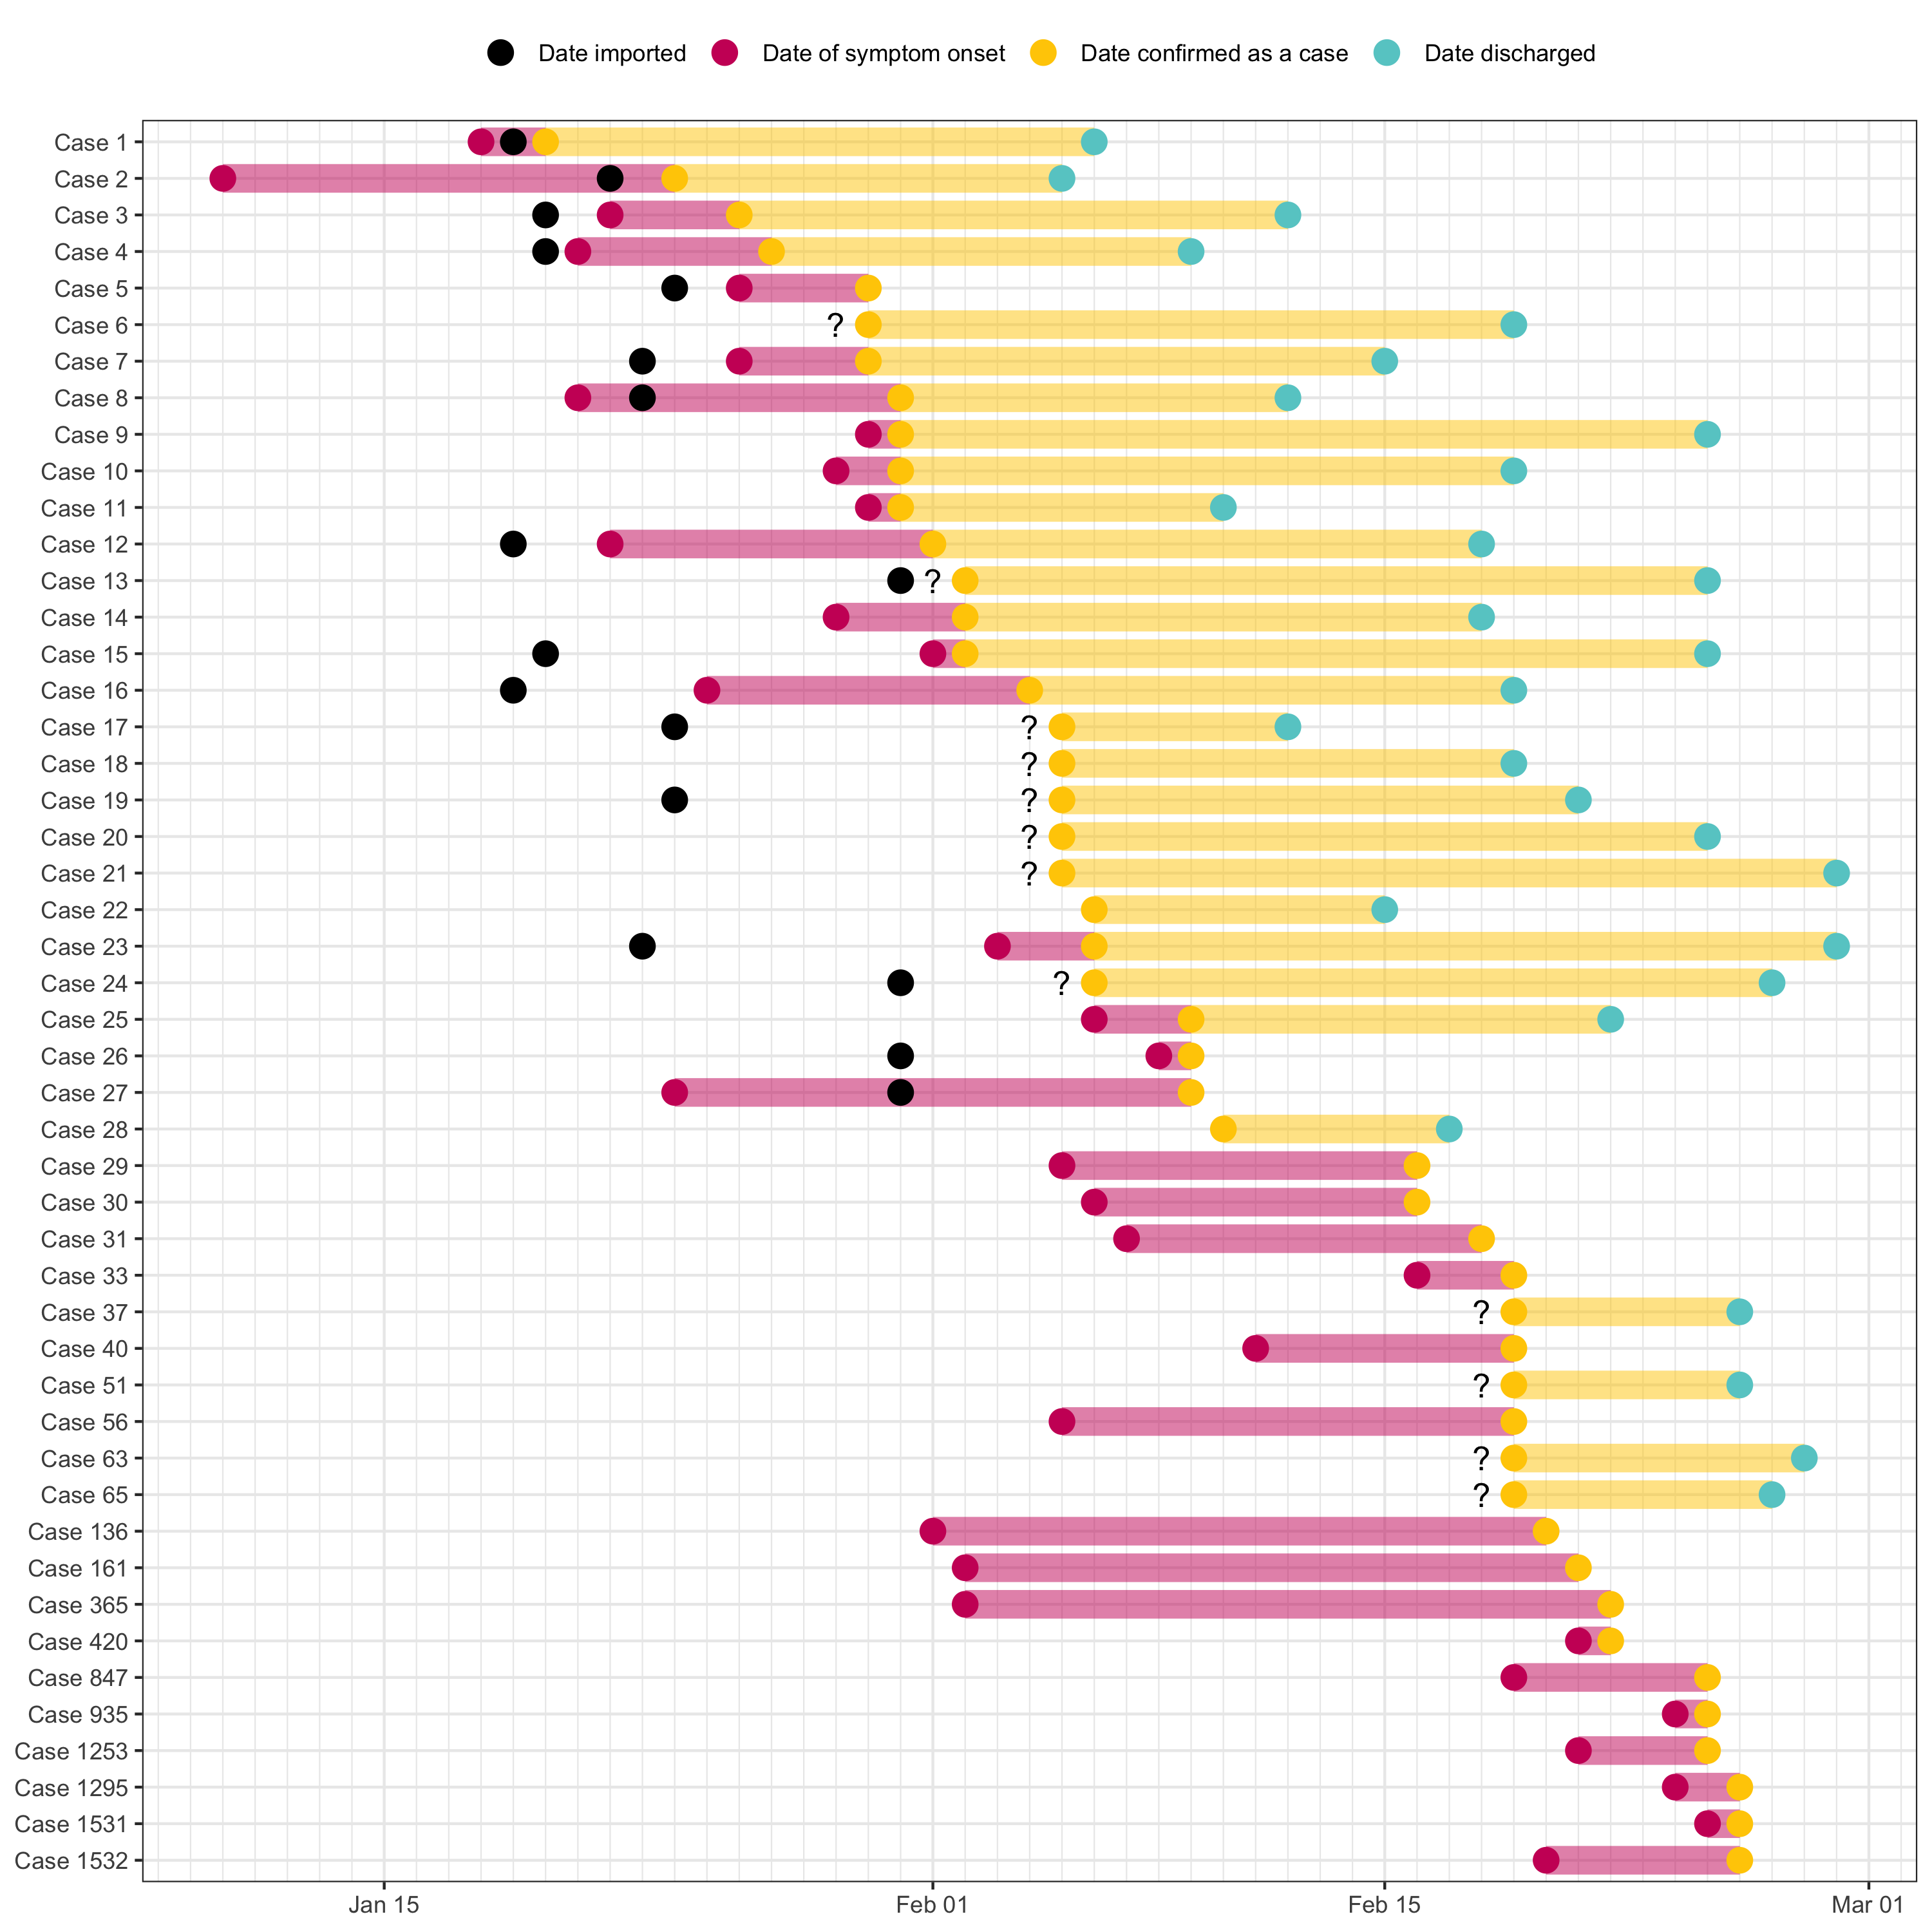 Date imported Date of symptom onset Date confirmed as a case Date discharged
Case 1
Case 2
Case 3
Case 4
Case 5
Case 6 ?
Case 7
Case 8
Case 9
Case 10
Case 11
Case 12
Case 13 ?
Case 14
Case 15
Case 16
Case 17 ?
Case 18 ?
Case 19 ?
Case 20 ?
Case 21 ?
Case 22
Case 23
Case 24 ?
Case 25
Case 26
Case 27
Case 28
Case 29
Case 30
Case 31
Case 33
Case 37 ?
Case 40
Case 51 ?
Case 56
Case 63 ?
Case 65 ?
Case 136
Case 161
Case 365
Case 420
Case 847
Case 935
Case 1253
Case 1295
Case 1531
Case 1532
Jan 15 Feb 01 Feb 15 Mar 01